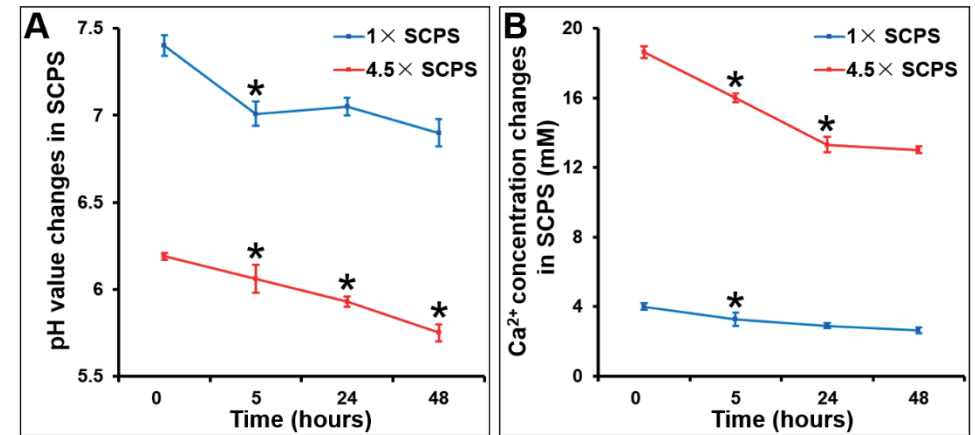 A
pH value changes in SCPS
7.5
7
6.5
6
5.5
1× SCPS
4.5× SCPS
*
*
*
*
0 5 24 48
Time (hours)
B
Ca²⁺ concentration changes
in SCPS (mM)
20
16
12
8
4
0
1× SCPS
4.5× SCPS
*
*
*
0 5 24 48
Time (hours)